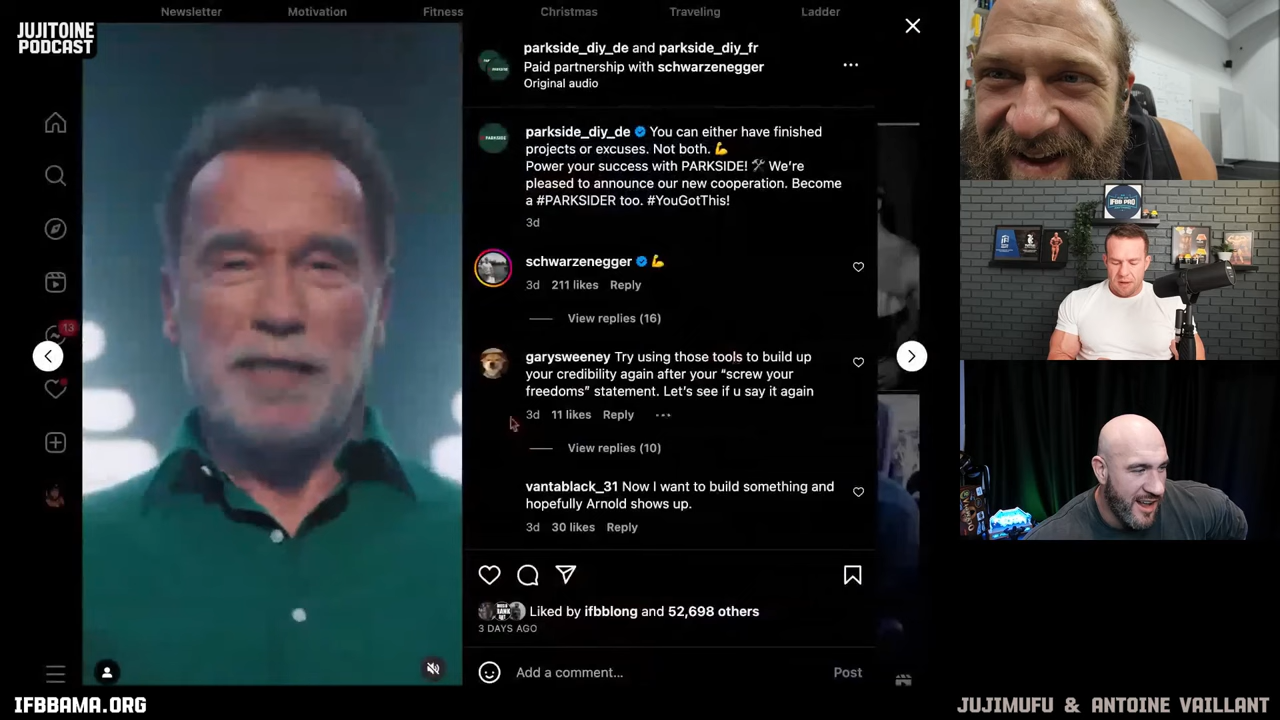 Newsletter Motivation Fitness Christmas Traveling Ladder
JUJITOINE
PODCAST
parkside_diy_de and parkside_diy_fr
Paid partnership with schwarzenegger
Original audio
parkside_diy_de You can either have finished
projects or excuses. Not both. 💪
Power your success with PARKSIDE! 🛠️ We're
pleased to announce our new cooperation. Become
a #PARKSIDER too. #YouGotThis!
3d
schwarzenegger 💪
3d 211 likes Reply
View replies (16)
13
garysweeney Try using those tools to build up
your credibility again after your “screw your
freedoms” statement. Let's see if u say it again
3d 11 likes Reply
View replies (10)
vantablack_31 Now I want to build something and
hopefully Arnold shows up.
3d 30 likes Reply
Liked by ifbblong and 52,698 others
3 DAYS AGO
Add a comment... Post
IFBB PRO
IFBBAMA.ORG
JUJIMUFU & ANTOINE VAILLANT